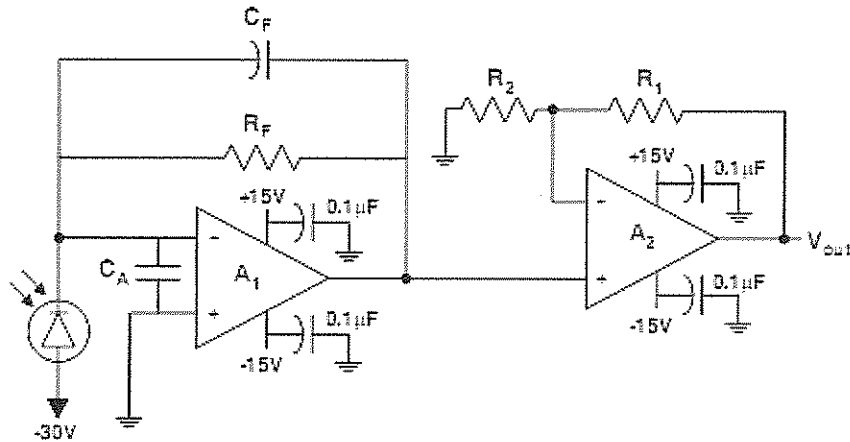 C_F
R_2
R_1
R_F
+15V
0.1µF
+15V
0.1µF
-
A_2
+
V_out
-
A_1
+
C_A
0.1µF
-15V
0.1µF
-15V
-30V